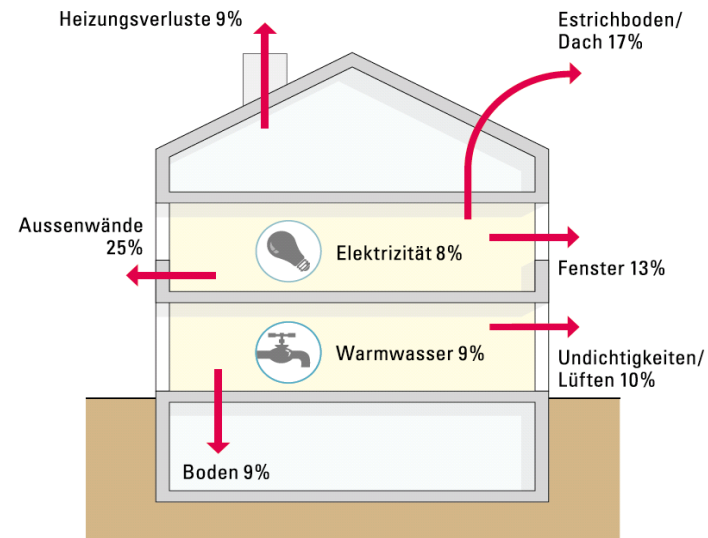 Heizungsverluste 9%
Estrichboden/
Dach 17%
Aussenwände
25%
Elektrizität 8%
Fenster 13%
Warmwasser 9%
Undichtigkeiten/
Lüften 10%
Boden 9%